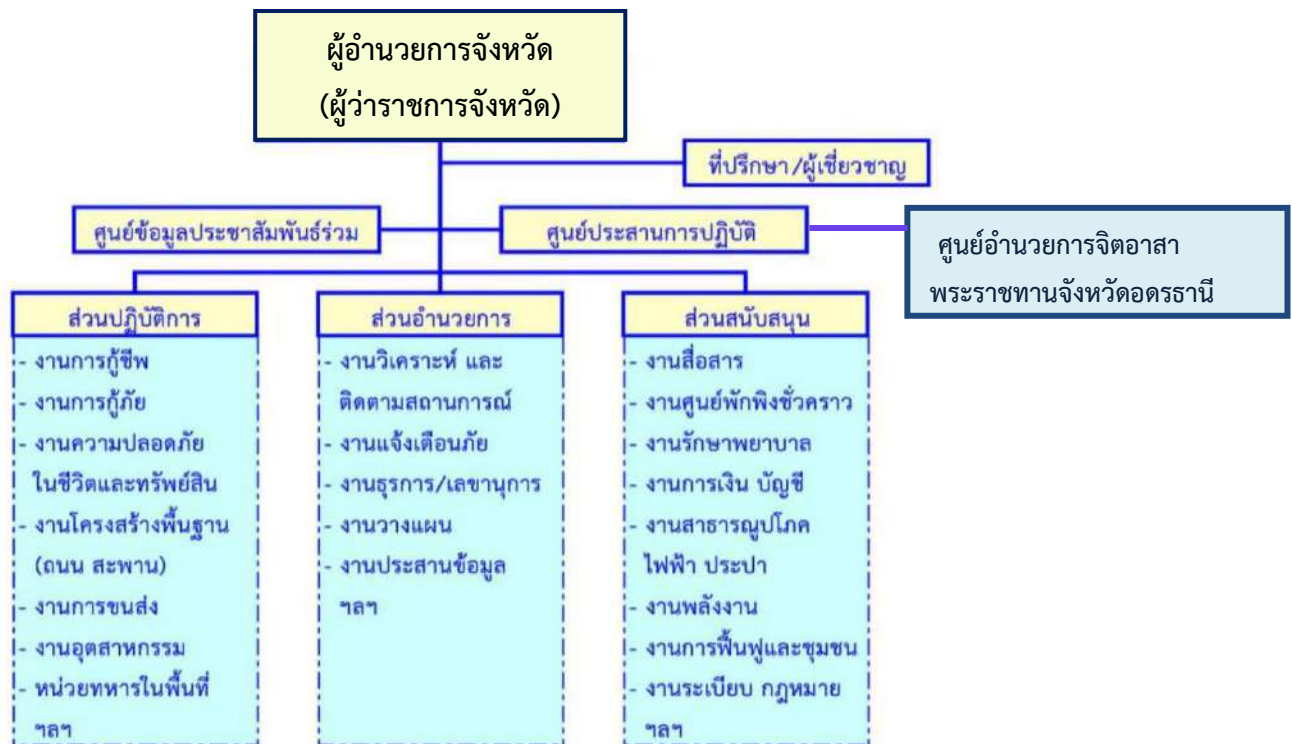 ผู้อำนวยการจังหวัด
(ผู้ว่าราชการจังหวัด)
ที่ปรึกษา/ผู้เชี่ยวชาญ
ศูนย์ข้อมูลประชาสัมพันธ์ร่วม
ศูนย์ประสานการปฏิบัติ
ศูนย์อำนวยการจิตอาสา
พระราชทานจังหวัดอดรธานี
ส่วนปฏิบัติการ
- งานการกู้ชีพ
- งานการกู้ภัย
- งานความปลอดภัย
ในชีวิตและทรัพย์สิน
- งานโครงสร้างพื้นฐาน
(ถนน สะพาน)
- งานการขนส่ง
- งานอุตสาหกรรม
- หน่วยทหารในพื้นที่
ฯลฯ
ส่วนอำนวยการ
- งานวิเคราะห์ และ
ติดตามสถานการณ์
- งานแจ้งเตือนภัย
- งานธุรการ/เลขานุการ
- งานวางแผน
- งานประสานข้อมูล
ฯลฯ
ส่วนสนับสนุน
- งานสื่อสาร
- งานศูนย์พักพิงชั่วคราว
- งานรักษาพยาบาล
- งานการเงิน บัญชี
- งานสาธารณูปโภค
ไฟฟ้า ประปา
- งานพลังงาน
- งานการฟื้นฟูและชุมชน
- งานระเบียบ กฎหมาย
ฯลฯ